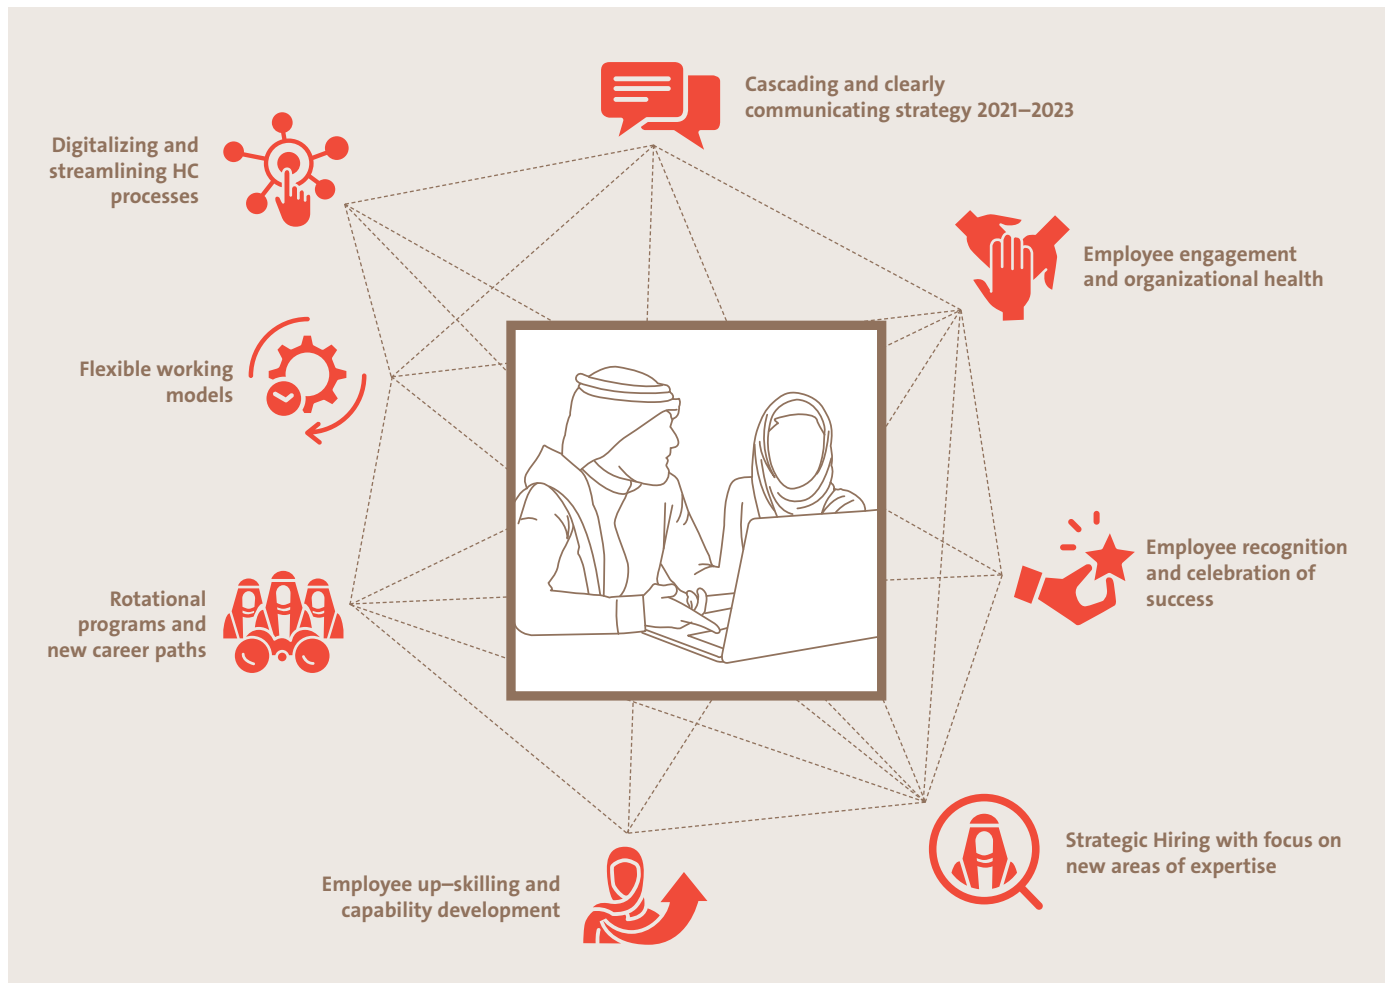 Cascading and clearly
communicating strategy 2021–2023
Digitalizing and
streamlining HC
processes
Employee engagement
and organizational health
Flexible working
models
Employee recognition
and celebration of
success
Rotational
programs and
new career paths
Strategic Hiring with focus on
new areas of expertise
Employee up–skilling and
capability development